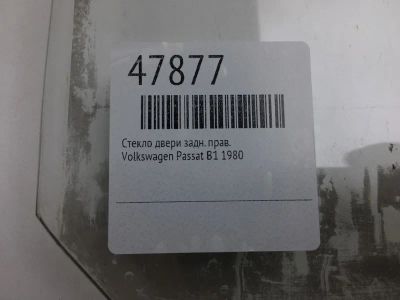 47877
Стекло двери задн. прав.
Volkswagen Passat B1 1980